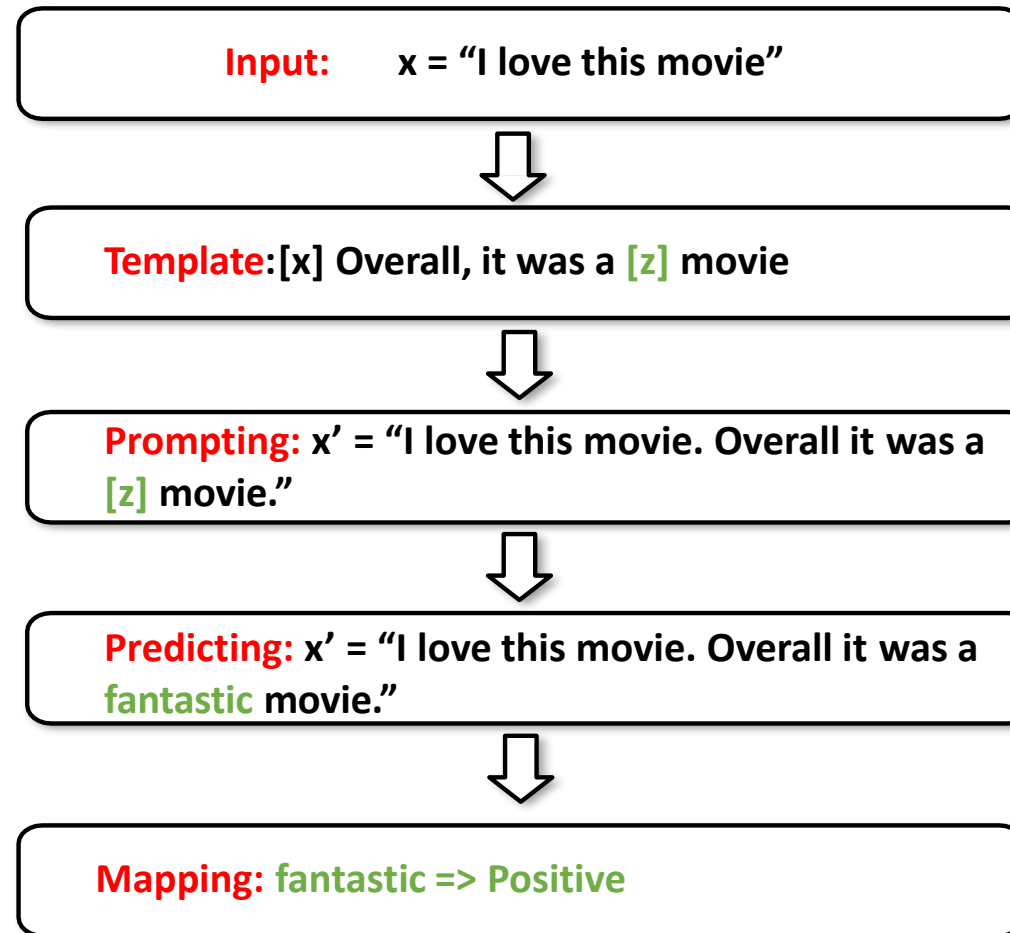 Input: x = “I love this movie”
Template:[x] Overall, it was a [z] movie
Prompting: x’ = “I love this movie. Overall it was a
[z] movie.”
Predicting: x’ = “I love this movie. Overall it was a
fantastic movie.”
Mapping: fantastic => Positive